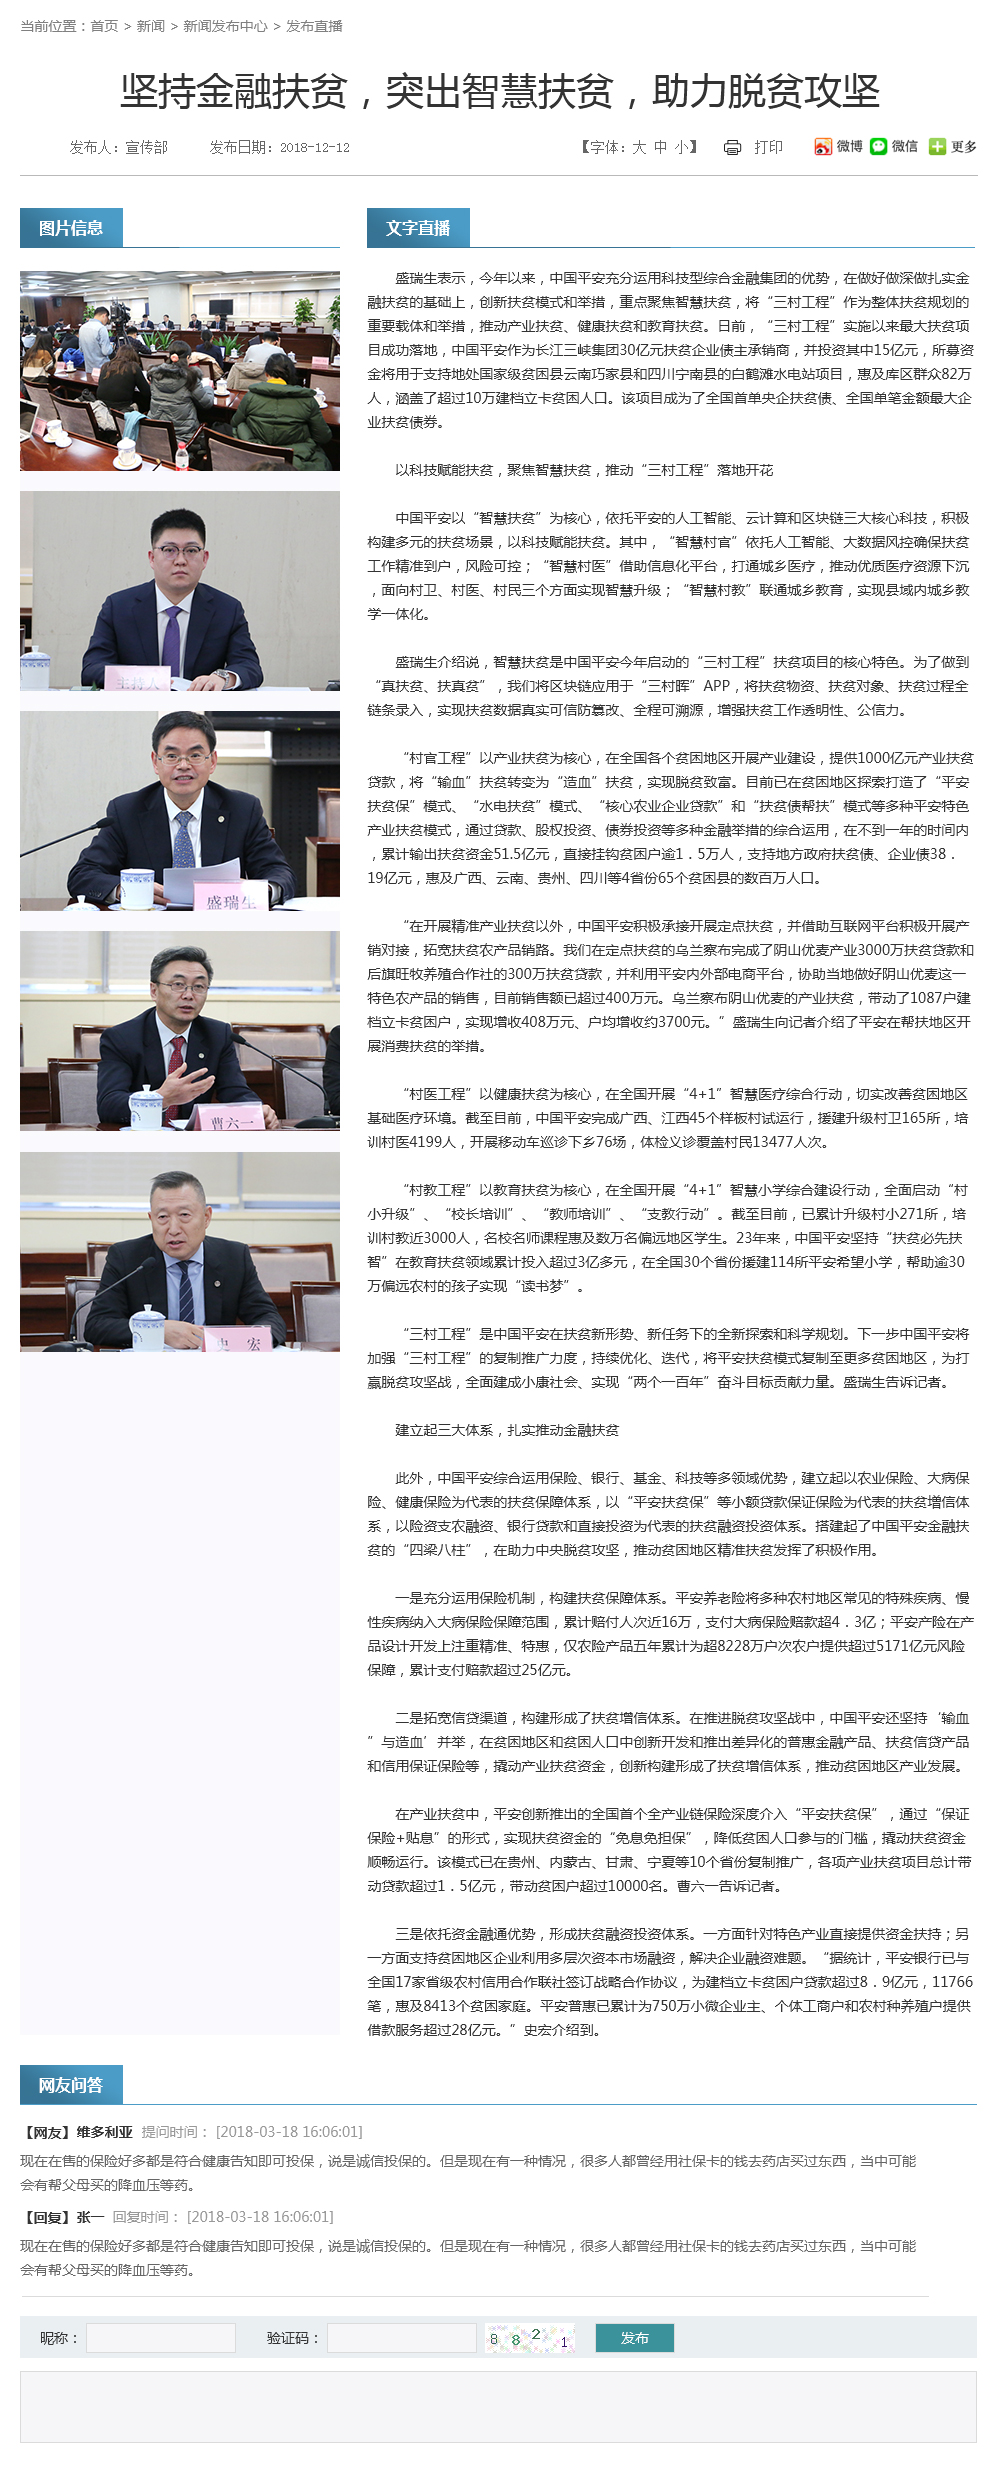 当前位置：首页 > 新闻 > 新闻发布中心 > 发布直播
坚持金融扶贫，突出智慧扶贫，助力脱贫攻坚
发布人：宣传部 发布日期：2018-12-12 【字体：大 中 小】 打印 微博 微信 更多
图片信息
主持人
盛瑞生
曹六一
史 宏
文字直播
盛瑞生表示，今年以来，中国平安充分运用科技型综合金融集团的优势，在做好做深做扎实金
融扶贫的基础上，创新扶贫模式和举措，重点聚焦智慧扶贫，将“三村工程”作为整体扶贫规划的
重要载体和举措，推动产业扶贫、健康扶贫和教育扶贫。日前，“三村工程”实施以来最大扶贫项
目成功落地，中国平安作为长江三峡集团30亿元扶贫企业债主承销商，并投资其中15亿元，所募资
金将用于支持地处国家级贫困县云南巧家县和四川宁南县的白鹤滩水电站项目，惠及库区群众82万
人，涵盖了超过10万建档立卡贫困人口。该项目成为了全国首单央企扶贫债、全国单笔金额最大企
业扶贫债券。
以科技赋能扶贫，聚焦智慧扶贫，推动“三村工程”落地开花
中国平安以“智慧扶贫”为核心，依托平安的人工智能、云计算和区块链三大核心科技，积极
构建多元的扶贫场景，以科技赋能扶贫。其中，“智慧村官”依托人工智能、大数据风控确保扶贫
工作精准到户，风险可控；“智慧村医”借助信息化平台，打通城乡医疗，推动优质医疗资源下沉
，面向村卫、村医、村民三个方面实现智慧升级；“智慧村教”联通城乡教育，实现县域内城乡教
学一体化。
盛瑞生介绍说，智慧扶贫是中国平安今年启动的“三村工程”扶贫项目的核心特色。为了做到
“真扶贫、扶真贫”，我们将区块链应用于“三村晖”APP，将扶贫物资、扶贫对象、扶贫过程全
链条录入，实现扶贫数据真实可信防篡改、全程可溯源，增强扶贫工作透明性、公信力。
“村官工程”以产业扶贫为核心，在全国各个贫困地区开展产业建设，提供1000亿元产业扶贫
贷款，将“输血”扶贫转变为“造血”扶贫，实现脱贫致富。目前已在贫困地区探索打造了“平安
扶贫保”模式、“水电扶贫”模式、“核心农业企业贷款”和“扶贫债帮扶”模式等多种平安特色
产业扶贫模式，通过贷款、股权投资、债券投资等多种金融举措的综合运用，在不到一年的时间内
，累计输出扶贫资金51.5亿元，直接挂钩贫困户逾1．5万人，支持地方政府扶贫债、企业债38．
19亿元，惠及广西、云南、贵州、四川等4省份65个贫困县的数百万人口。
“在开展精准产业扶贫以外，中国平安积极承接开展定点扶贫，并借助互联网平台积极开展产
销对接，拓宽扶贫农产品销路。我们在定点扶贫的乌兰察布完成了阴山优麦产业3000万扶贫贷款和
后旗旺牧养殖合作社的300万扶贫贷款，并利用平安内外部电商平台，协助当地做好阴山优麦这一
特色农产品的销售，目前销售额已超过400万元。乌兰察布阴山优麦的产业扶贫，带动了1087户建
档立卡贫困户，实现增收408万元、户均增收约3700元。”盛瑞生向记者介绍了平安在帮扶地区开
展消费扶贫的举措。
“村医工程”以健康扶贫为核心，在全国开展“4+1”智慧医疗综合行动，切实改善贫困地区
基础医疗环境。截至目前，中国平安完成广西、江西45个样板村试运行，援建升级村卫165所，培
训村医4199人，开展移动车巡诊下乡76场，体检义诊覆盖村民13477人次。
“村教工程”以教育扶贫为核心，在全国开展“4+1”智慧小学综合建设行动，全面启动“村
小升级”、“校长培训”、“教师培训”、“支教行动”。截至目前，已累计升级村小271所，培
训村教近3000人，名校名师课程惠及数万名偏远地区学生。23年来，中国平安坚持“扶贫必先扶
智”在教育扶贫领域累计投入超过3亿多元，在全国30个省份援建114所平安希望小学，帮助逾30
万偏远农村的孩子实现“读书梦”。
“三村工程”是中国平安在扶贫新形势、新任务下的全新探索和科学规划。下一步中国平安将
加强“三村工程”的复制推广力度，持续优化、迭代，将平安扶贫模式复制至更多贫困地区，为打
赢脱贫攻坚战，全面建成小康社会、实现“两个一百年”奋斗目标贡献力量。盛瑞生告诉记者。
建立起三大体系，扎实推动金融扶贫
此外，中国平安综合运用保险、银行、基金、科技等多领域优势，建立起以农业保险、大病保
险、健康保险为代表的扶贫保障体系，以“平安扶贫保”等小额贷款保证保险为代表的扶贫增信体
系，以险资支农融资、银行贷款和直接投资为代表的扶贫融资投资体系。搭建起了中国平安金融扶
贫的“四梁八柱”，在助力中央脱贫攻坚，推动贫困地区精准扶贫发挥了积极作用。
一是充分运用保险机制，构建扶贫保障体系。平安养老险将多种农村地区常见的特殊疾病、慢
性疾病纳入大病保险保障范围，累计赔付人次近16万，支付大病保险赔款超4．3亿；平安产险在产
品设计开发上注重精准、特惠，仅农险产品五年累计为超8228万户次农户提供超过5171亿元风险
保障，累计支付赔款超过25亿元。
二是拓宽信贷渠道，构建形成了扶贫增信体系。在推进脱贫攻坚战中，中国平安还坚持‘输血
”与造血’并举，在贫困地区和贫困人口中创新开发和推出差异化的普惠金融产品、扶贫信贷产品
和信用保证保险等，撬动产业扶贫资金，创新构建形成了扶贫增信体系，推动贫困地区产业发展。
在产业扶贫中，平安创新推出的全国首个全产业链保险深度介入“平安扶贫保”，通过“保证
保险+贴息”的形式，实现扶贫资金的“免息免担保”，降低贫困人口参与的门槛，撬动扶贫资金
顺畅运行。该模式已在贵州、内蒙古、甘肃、宁夏等10个省份复制推广，各项产业扶贫项目总计带
动贷款超过1．5亿元，带动贫困户超过10000名。曹六一告诉记者。
三是依托资金融通优势，形成扶贫融资投资体系。一方面针对特色产业直接提供资金扶持；另
一方面支持贫困地区企业利用多层次资本市场融资，解决企业融资难题。“据统计，平安银行已与
全国17家省级农村信用合作联社签订战略合作协议，为建档立卡贫困户贷款超过8．9亿元，11766
笔，惠及8413个贫困家庭。平安普惠已累计为750万小微企业主、个体工商户和农村种养殖户提供
借款服务超过28亿元。”史宏介绍到。
网友问答
【网友】维多利亚 提问时间： [2018-03-18 16:06:01]
现在在售的保险好多都是符合健康告知即可投保，说是诚信投保的。但是现在有一种情况，很多人都曾经用社保卡的钱去药店买过东西，当中可能
会有帮父母买的降血压等药。
【回复】张一 回复时间： [2018-03-18 16:06:01]
现在在售的保险好多都是符合健康告知即可投保，说是诚信投保的。但是现在有一种情况，很多人都曾经用社保卡的钱去药店买过东西，当中可能
会有帮父母买的降血压等药。
昵称： 验证码： 8821 发布